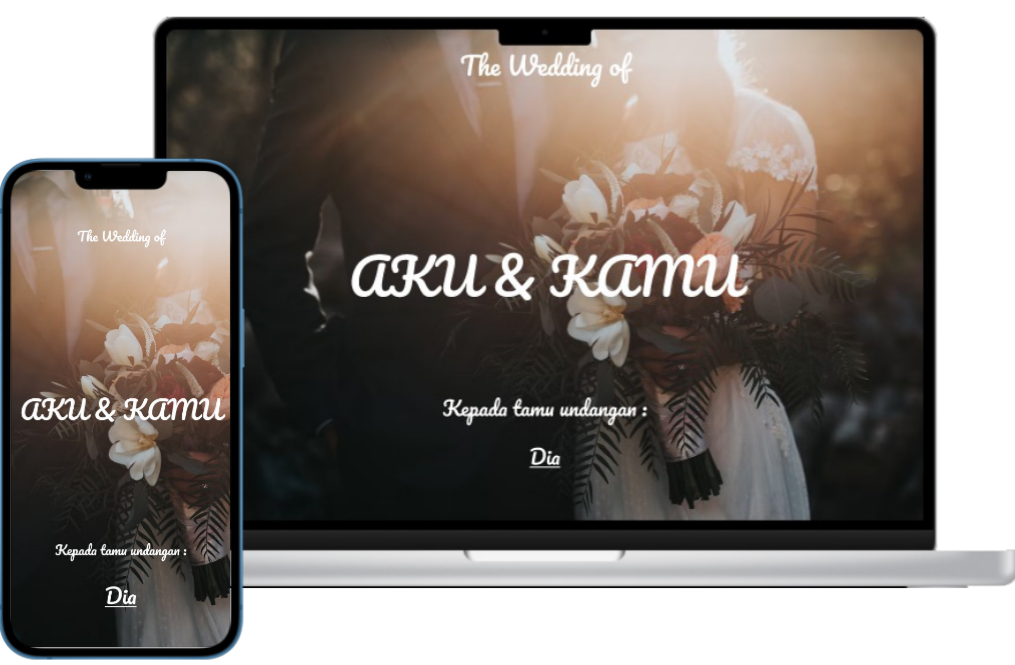 The Wedding of
AKU & KAMU
Kepada tamu undangan :
Dia
The Wedding of
AKU & KAMU
Kepada tamu undangan :
Dia